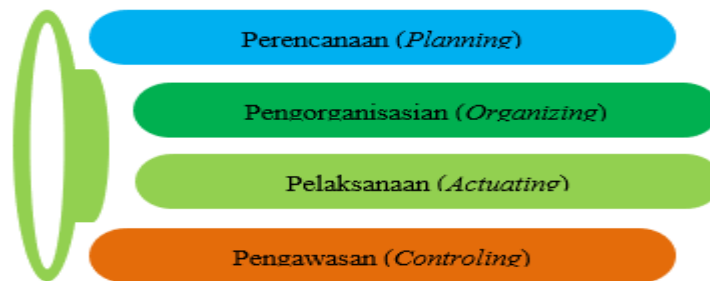 Perencanaan (Planning)
Pengorganisasian (Organizing)
Pelaksanaan (Actuating)
Pengawasan (Controling)